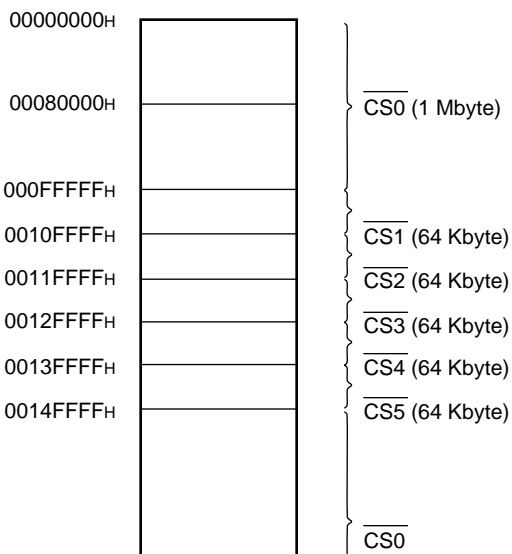 00000000H
00080000H
CS0 (1 Mbyte)
000FFFFFH
0010FFFFH
CS1 (64 Kbyte)
0011FFFFH
CS2 (64 Kbyte)
0012FFFFH
CS3 (64 Kbyte)
0013FFFFH
CS4 (64 Kbyte)
0014FFFFH
CS5 (64 Kbyte)
CS0